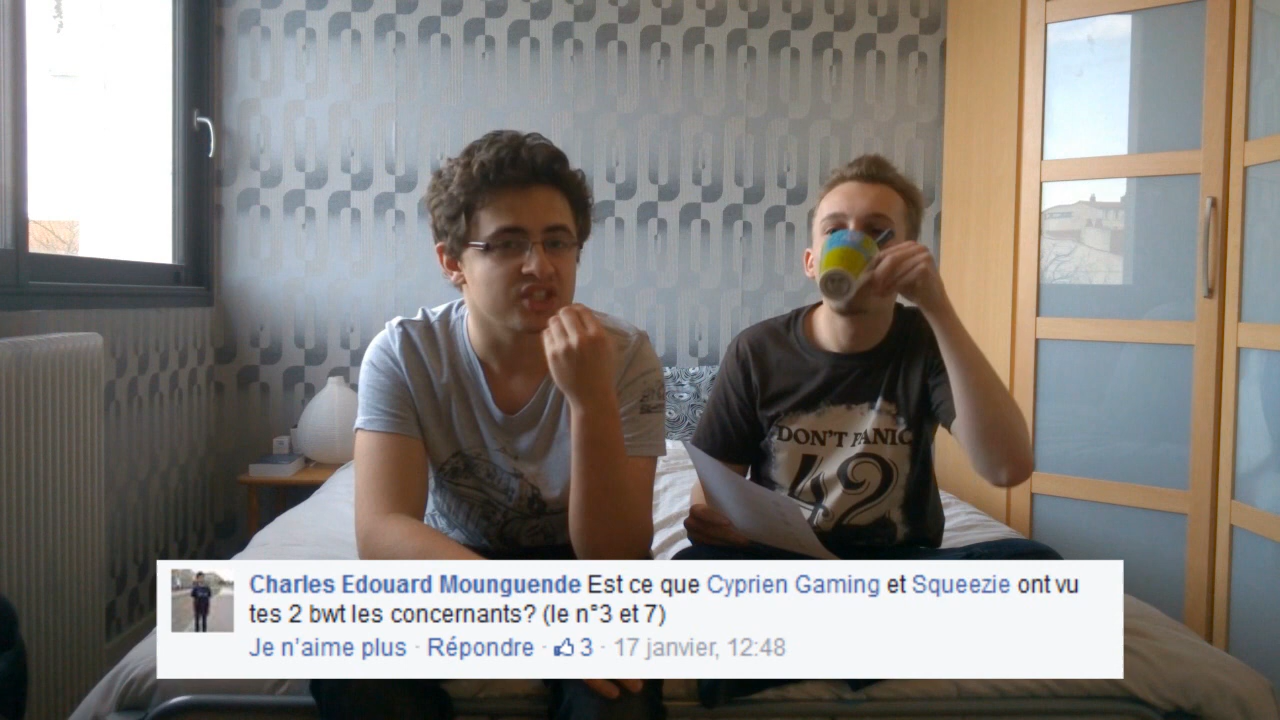 DON'T PANIC
42
Charles Edouard Mounguende Est ce que Cyprien Gaming et Squeezie ont vu
tes 2 bwt les concernants? (le n°3 et 7)
Je n'aime plus · Répondre · 3 · 17 janvier, 12:48